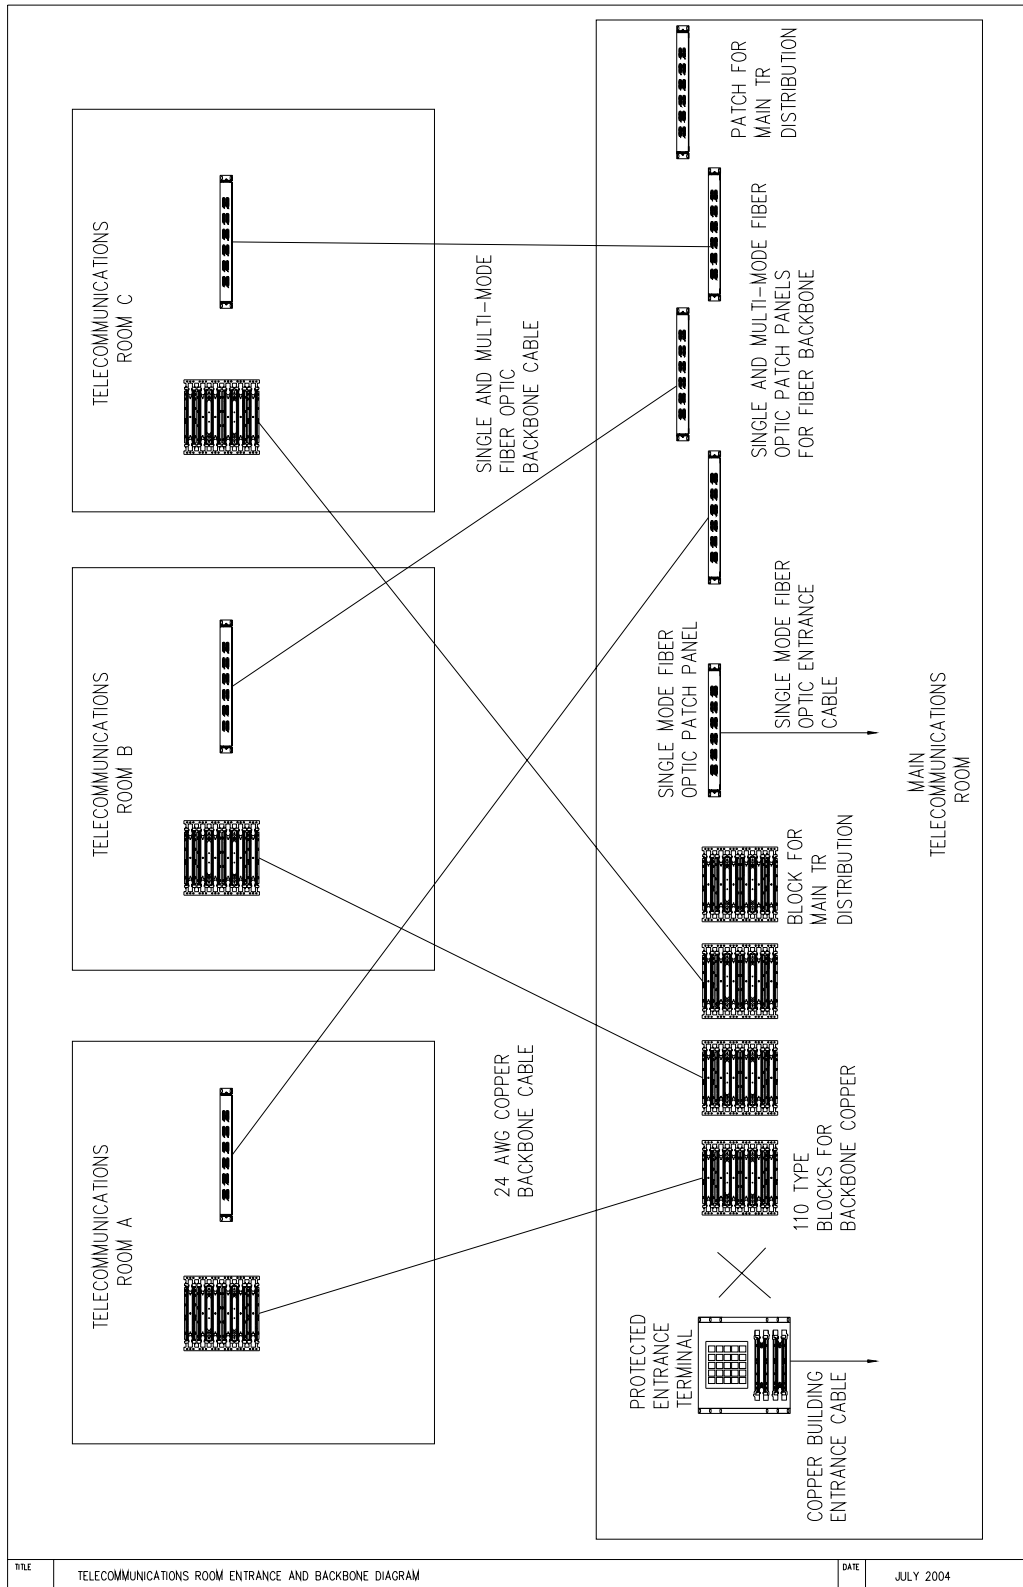 TELECOMMUNICATIONS
ROOM A
TELECOMMUNICATIONS
ROOM B
TELECOMMUNICATIONS
ROOM C
24 AWG COPPER
BACKBONE CABLE
SINGLE AND MULTI-MODE
FIBER OPTIC
BACKBONE CABLE
PROTECTED
ENTRANCE
TERMINAL
COPPER BUILDING
ENTRANCE CABLE
110 TYPE
BLOCKS FOR
BACKBONE COPPER
BLOCK FOR
MAIN TR
DISTRIBUTION
SINGLE MODE FIBER
OPTIC PATCH PANEL
SINGLE MODE FIBER
OPTIC ENTRANCE
CABLE
SINGLE AND MULTI-MODE FIBER
OPTIC PATCH PANELS
FOR FIBER BACKBONE
PATCH FOR
MAIN TR
DISTRIBUTION
MAIN
TELECOMMUNICATIONS
ROOM
TITLE
TELECOMMUNICATIONS ROOM ENTRANCE AND BACKBONE DIAGRAM
DATE
JULY 2004